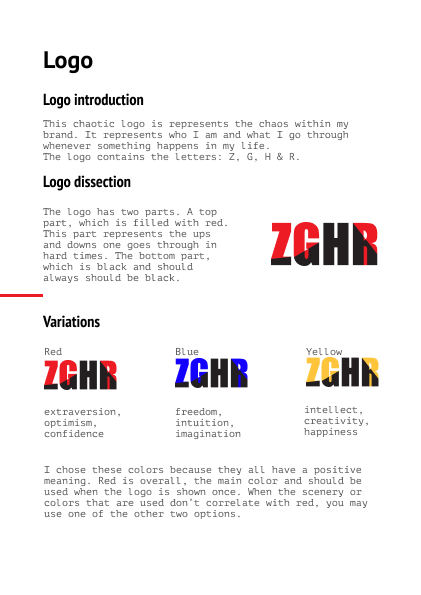 Logo
Logo introduction
This chaotic logo is represents the chaos within my
brand. It represents who I am and what I go through
whenever something happens in my life.
The logo contains the letters: Z, G, H & R.
Logo dissection
The logo has two parts. A top
part, which is filled with red.
This part represents the ups
and downs one goes through in
hard times. The bottom part,
which is black and should
always should be black.
ZGHR
Variations
Red
ZGHR
extraversion,
optimism,
confidence
Blue
ZGHR
freedom,
intuition,
imagination
Yellow
ZGHR
intellect,
creativity,
happiness
I chose these colors because they all have a positive
meaning. Red is overall, the main color and should be
used when the logo is shown once. When the scenery or
colors that are used don't correlate with red, you may
use one of the other two options.